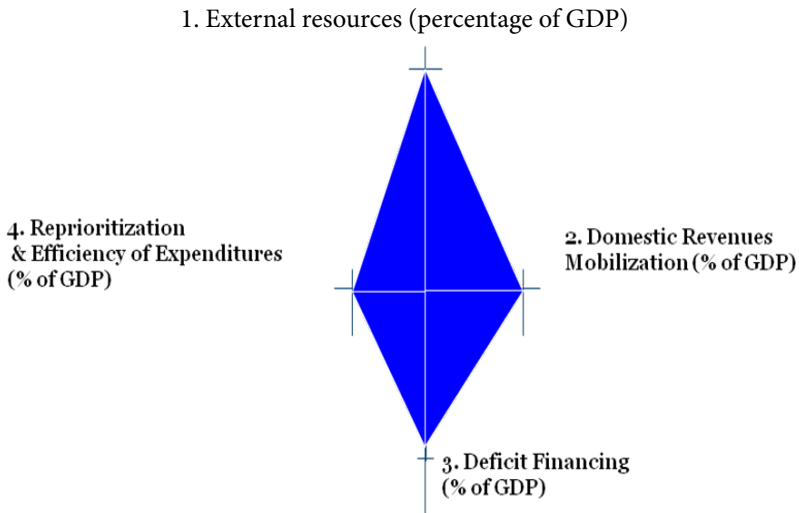 1. External resources (percentage of GDP)
4. Reprioritization
& Efficiency of Expenditures
(% of GDP)
2. Domestic Revenues
Mobilization (% of GDP)
3. Deficit Financing
(% of GDP)